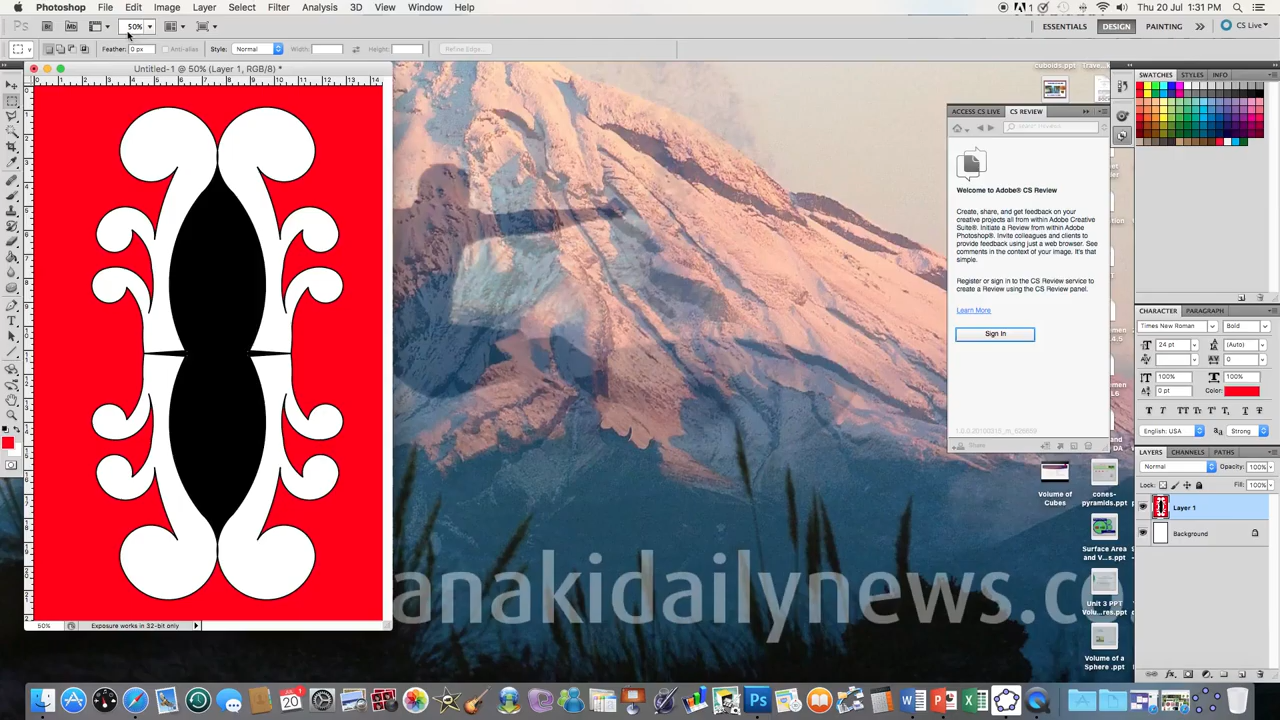 Photoshop File Edit Image Layer Select Filter Analysis 3D View Window Help
1 Thu 20 Jul 1:31 PM
Ps Br Mb 50% ESSENTIALS DESIGN PAINTING CS Live
Feather: 0 px Anti-alias Style: Normal Width: Height: Refine Edge...
Untitled-1 @ 50% (Layer 1, RGB/8) *
cuboids.ppt
SWATCHES STYLES INFO
ACCESS CS LIVE CS REVIEW
Welcome to Adobe® CS Review
Create, share, and get feedback on your
creative projects all from within Adobe Creative
Suite®. Initiate a Review from within Adobe
Photoshop®. Invite colleagues and clients to
provide feedback using just a web browser. See
comments in the context of your image. It's that
simple.
Register or sign in to the CS Review service to
create a Review using the CS Review panel.
Learn More
Sign In
Share
CHARACTER PARAGRAPH
Times New Roman Bold
24 pt (Auto)
0
100% 100%
0 pt Color:
English: USA Strong
LAYERS CHANNELS PATHS
Normal Opacity: 100%
Lock: Fill: 100%
Layer 1
Background
Volume of
Cubes
cones-
pyramids.ppt
Surface Area
and V...s.ppt
Unit 3 PPT
Volu...res.ppt
Volume of a
Sphere .ppt
anakidailynews.co
50% Exposure works in 32-bit only